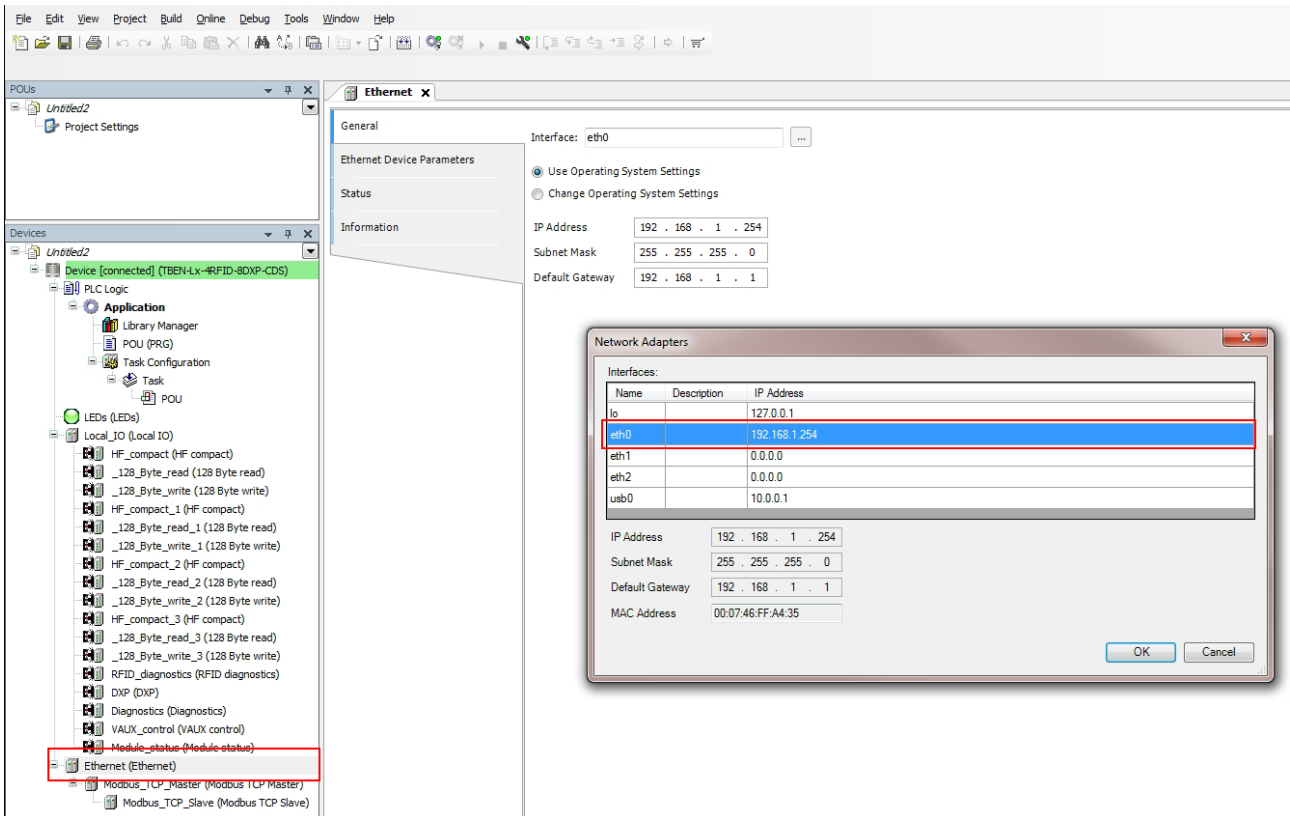 File Edit View Project Build Online Debug Tools Window Help
POUs
Untitled2
Project Settings
Devices
Untitled2
Device [connected] (TBEN-Lx-4RFID-8DXP-CDS)
PLC Logic
Application
Library Manager
POU (PRG)
Task Configuration
Task
POU
LEDs (LEDs)
Local_IO (Local IO)
HF_compact (HF compact)
_128_Byte_read (128 Byte read)
_128_Byte_write (128 Byte write)
HF_compact_1 (HF compact)
_128_Byte_read_1 (128 Byte read)
_128_Byte_write_1 (128 Byte write)
HF_compact_2 (HF compact)
_128_Byte_read_2 (128 Byte read)
_128_Byte_write_2 (128 Byte write)
HF_compact_3 (HF compact)
_128_Byte_read_3 (128 Byte read)
_128_Byte_write_3 (128 Byte write)
RFID_diagnostics (RFID diagnostics)
DXP (DXP)
Diagnostics (Diagnostics)
VAUX_control (VAUX control)
Module_status (Module status)
Ethernet (Ethernet)
Modbus_TCP_Master (Modbus TCP Master)
Modbus_TCP_Slave (Modbus TCP Slave)
Ethernet
General
Ethernet Device Parameters
Status
Information
Interface: eth0 ...
Use Operating System Settings
Change Operating System Settings
IP Address 192 . 168 . 1 . 254
Subnet Mask 255 . 255 . 255 . 0
Default Gateway 192 . 168 . 1 . 1
Network Adapters
Interfaces:
Name Description IP Address
lo 127.0.0.1
eth0 192.168.1.254
eth1 0.0.0.0
eth2 0.0.0.0
usb0 10.0.0.1
IP Address 192 . 168 . 1 . 254
Subnet Mask 255 . 255 . 255 . 0
Default Gateway 192 . 168 . 1 . 1
MAC Address 00:07:46:FF:A4:35
OK Cancel